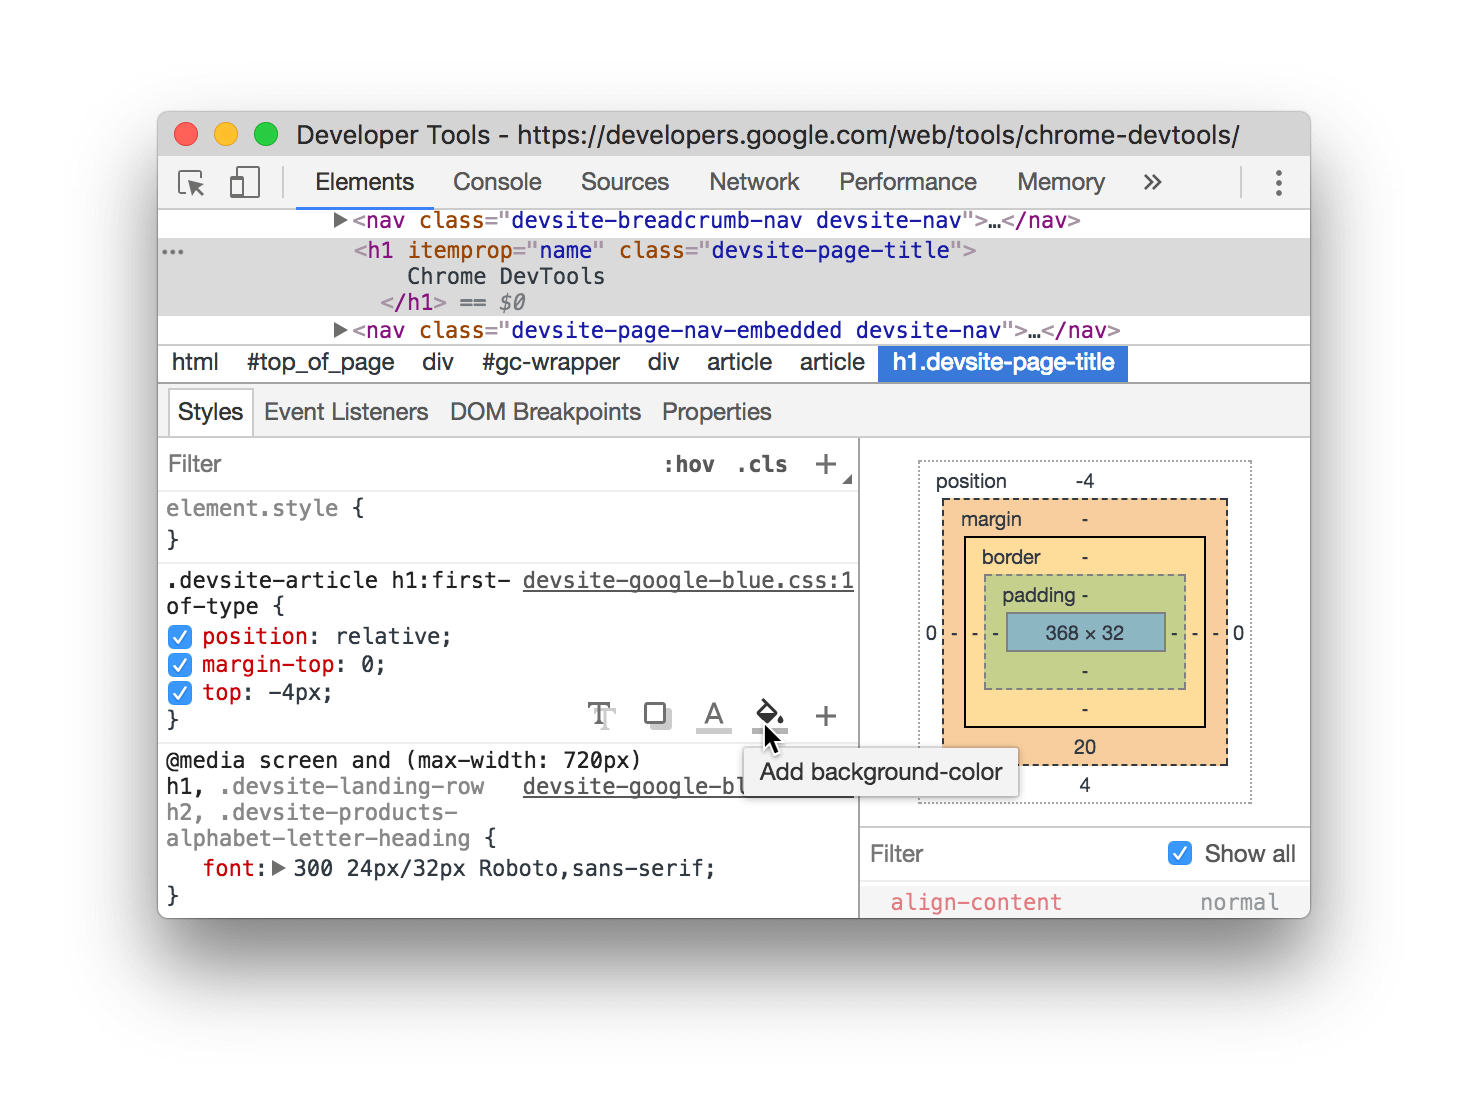 Developer Tools - https://developers.google.com/web/tools/chrome-devtools/
Elements Console Sources Network Performance Memory »
▶<nav class="devsite-breadcrumb-nav devsite-nav">…</nav>
… <h1 itemprop="name" class="devsite-page-title">
Chrome DevTools
</h1> == $0
▶<nav class="devsite-page-nav-embedded devsite-nav">…</nav>
html #top_of_page div #gc-wrapper div article article h1.devsite-page-title
Styles Event Listeners DOM Breakpoints Properties
Filter :hov .cls +
element.style {
}
.devsite-article h1:first- devsite-google-blue.css:1
of-type {
position: relative;
margin-top: 0;
top: -4px;
}
T A +
Add background-color
@media screen and (max-width: 720px)
h1, .devsite-landing-row devsite-google-bl
h2, .devsite-products-
alphabet-letter-heading {
font:▶300 24px/32px Roboto,sans-serif;
}
position -4
margin -
border -
padding -
0 - - - 368 × 32 - - - 0
-
-
20
4
Filter Show all
align-content normal